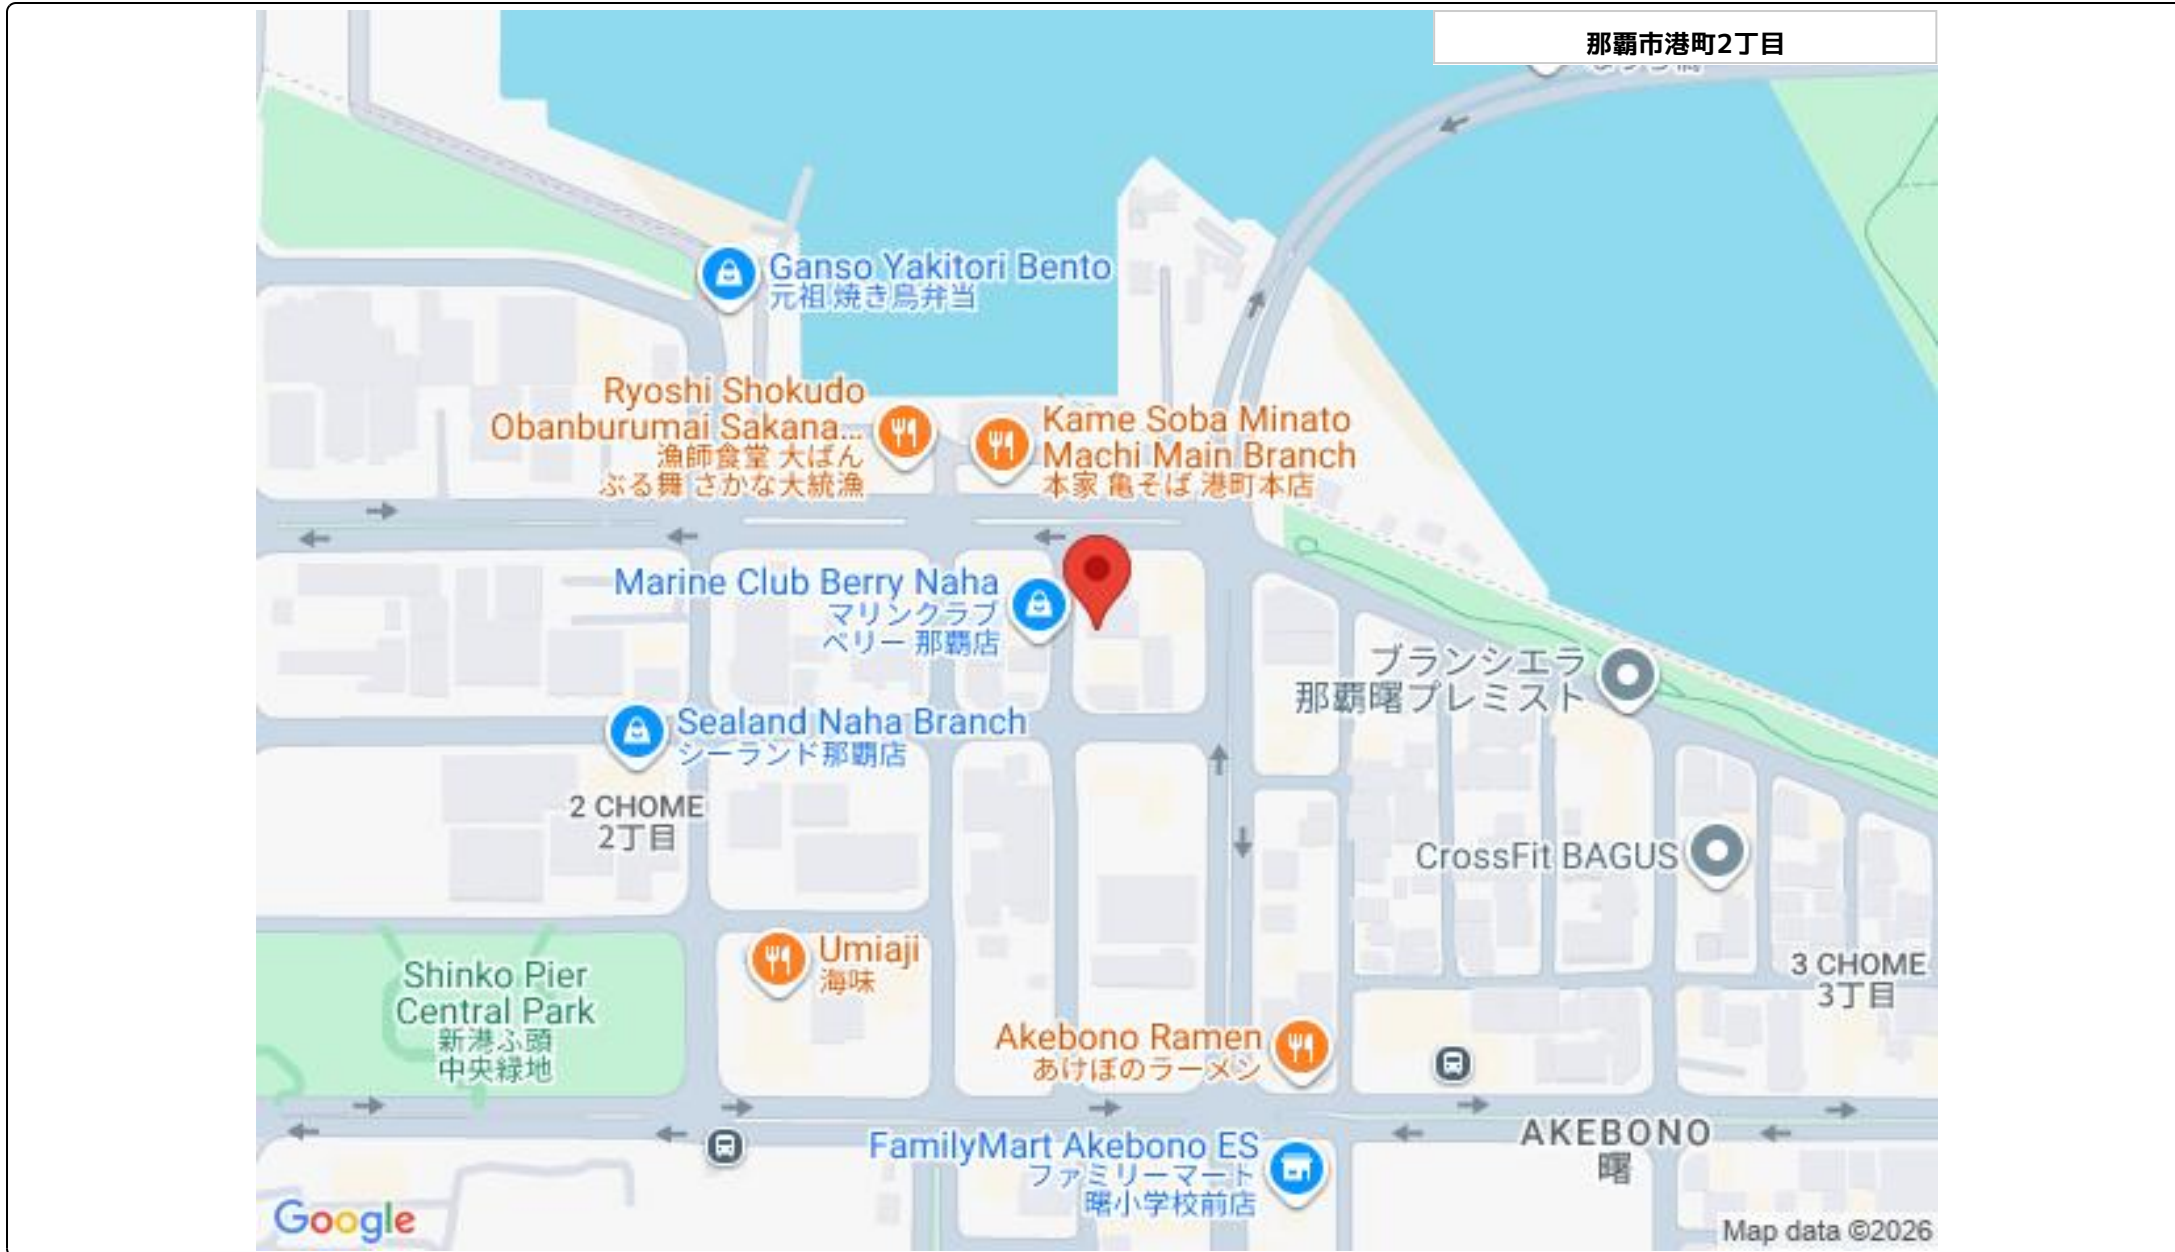 那覇市港町2丁目
Ganso Yakitori Bento
元祖 焼き鳥弁当
Ryoshi Shokudo
Obanburumai Sakana...
漁師食堂 大ばん
ぶる舞 さかな大統漁
Kame Soba Minato
Machi Main Branch
本家 亀そば 港町本店
Marine Club Berry Naha
マリンクラブ
ベリー 那覇店
ブランシエラ
那覇曙プレミスト
Sealand Naha Branch
シーランド那覇店
2 CHOME
2丁目
CrossFit BAGUS
Umiaji
海味
Shinko Pier
Central Park
新港ふ頭
中央緑地
3 CHOME
3丁目
Akebono Ramen
あけぼのラーメン
AKEBONO
曙
FamilyMart Akebono ES
ファミリーマート
曙小学校前店
Google
Map data ©2026